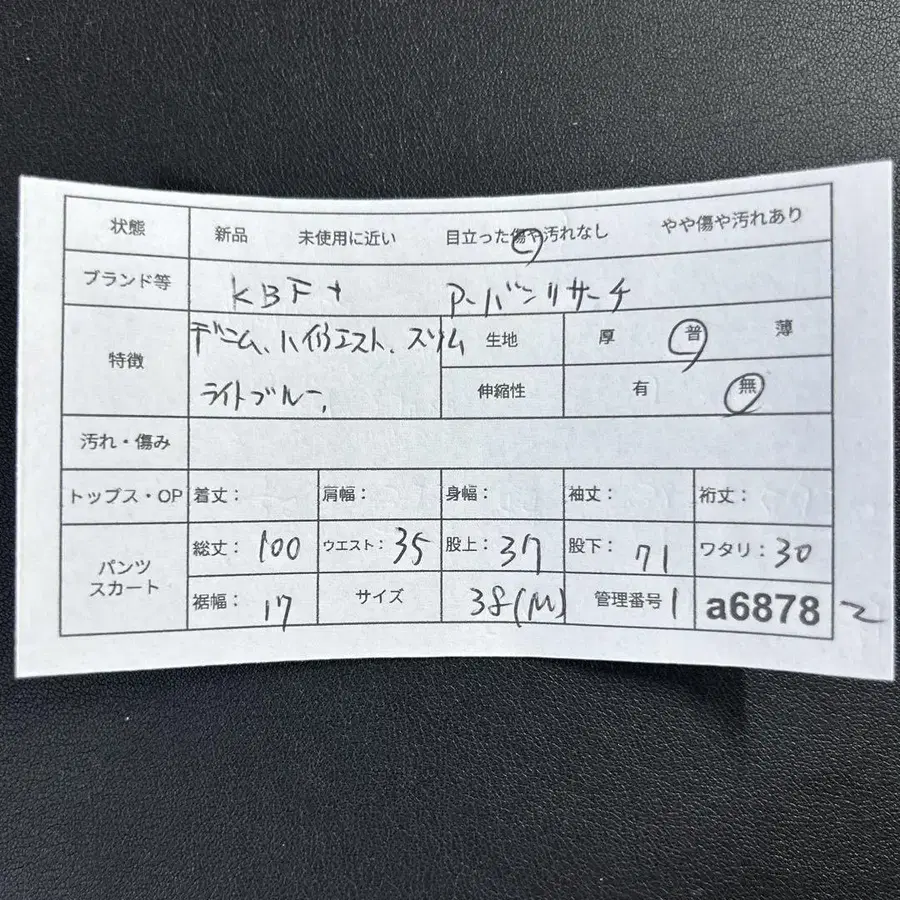 状態 新品 未使用に近い 目立った傷や汚れなし やや傷や汚れあり
ブランド等 KBF+ アーバンリサーチ
特徴 デニム、ハイウエスト、スリム
ライトブルー、
生地 厚 普 薄
伸縮性 有 無
汚れ・傷み
トップス・OP 着丈: 肩幅: 身幅: 袖丈: 裄丈:
パンツ スカート
総丈: 100 ウエスト: 35 股上: 37 股下: 71 ワタリ: 30
裾幅: 17 サイズ 38(M) 管理番号 1 a6878 2